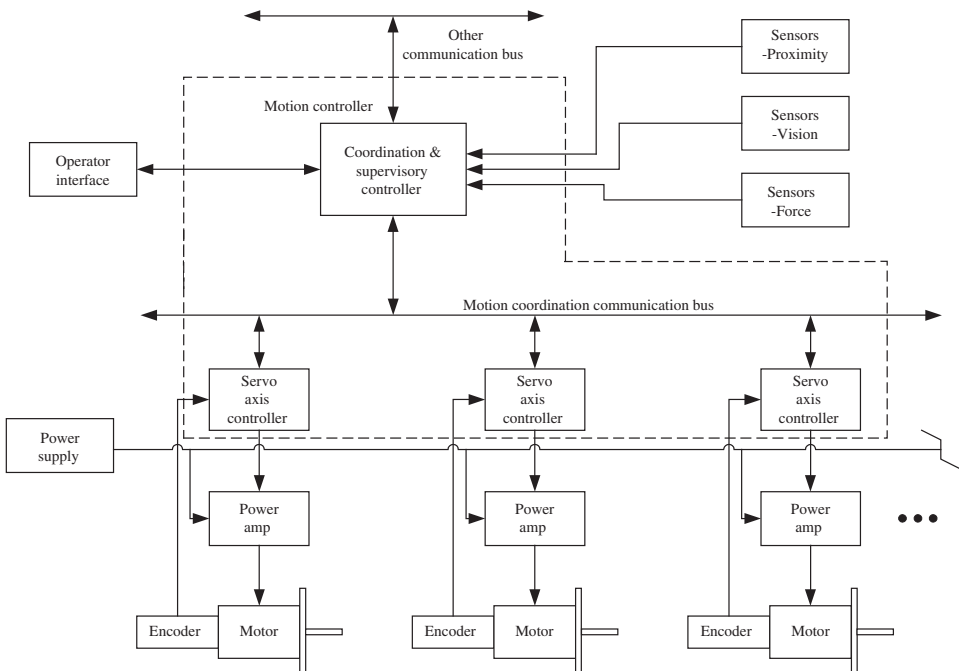 Other
communication bus
Sensors
-Proximity
Motion controller
Sensors
-Vision
Operator
interface
Coordination &
supervisory
controller
Sensors
-Force
Motion coordination communication bus
Servo
axis
controller
Servo
axis
controller
Servo
axis
controller
Power
supply
Power
amp
Power
amp
Power
amp
Encoder
Motor
Encoder
Motor
Encoder
Motor